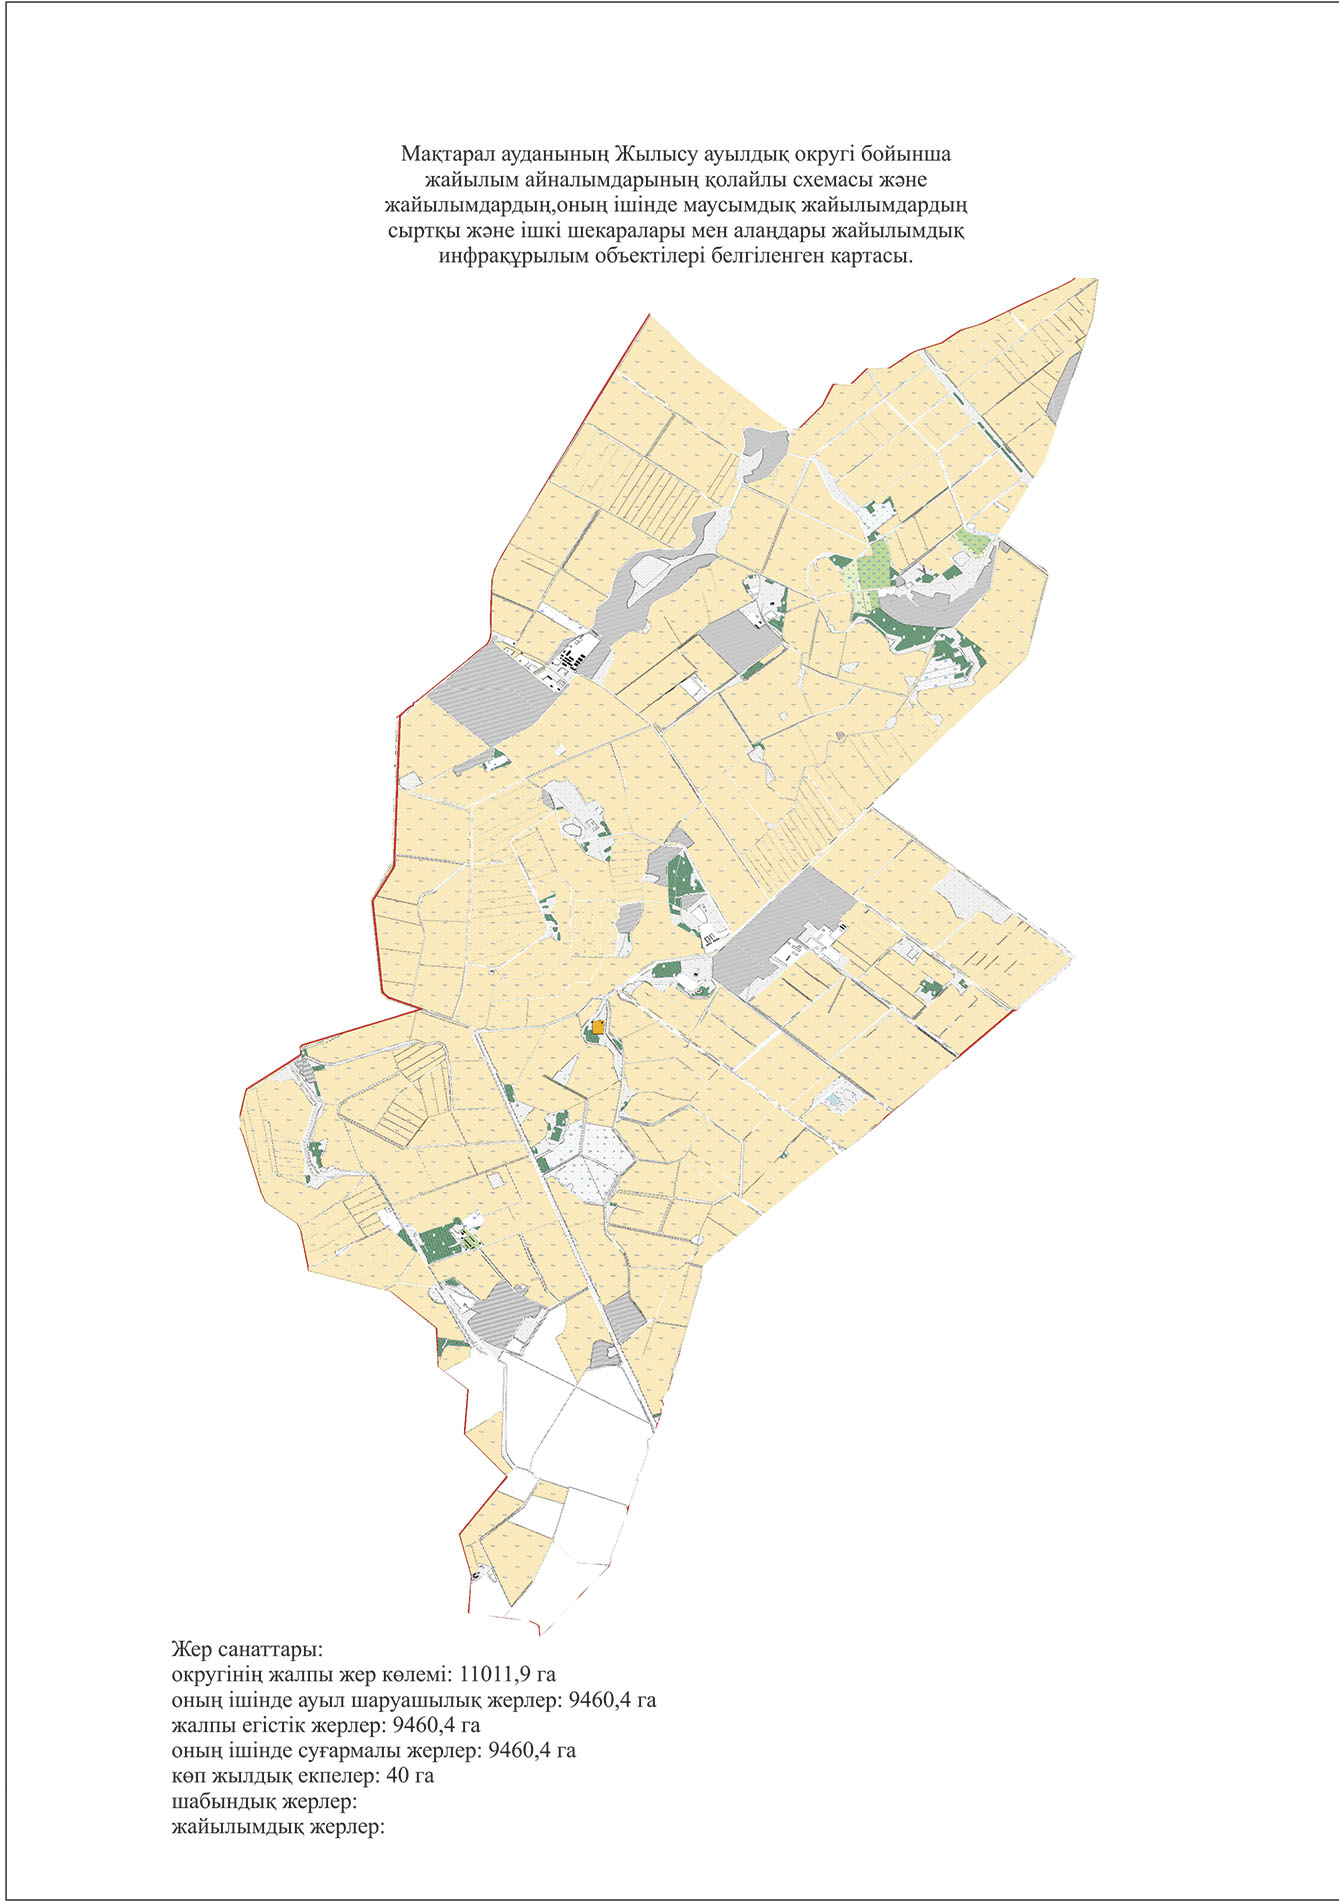 Мақтарал ауданының Жылысу ауылдық округі бойынша
жайылым айналымдарының қолайлы схемасы және
жайылымдардың,оның ішінде маусымдық жайылымдардың
сыртқы және ішкі шекаралары мен алаңдары жайылымдық
инфрақұрылым объектілері белгіленген картасы.
Жер санаттары:
округінің жалпы жер көлемі: 11011,9 га
оның ішінде ауыл шаруашылық жерлер: 9460,4 га
жалпы егістік жерлер: 9460,4 га
оның ішінде суғармалы жерлер: 9460,4 га
көп жылдық екпелер: 40 га
шабындық жерлер:
жайылымдық жерлер: